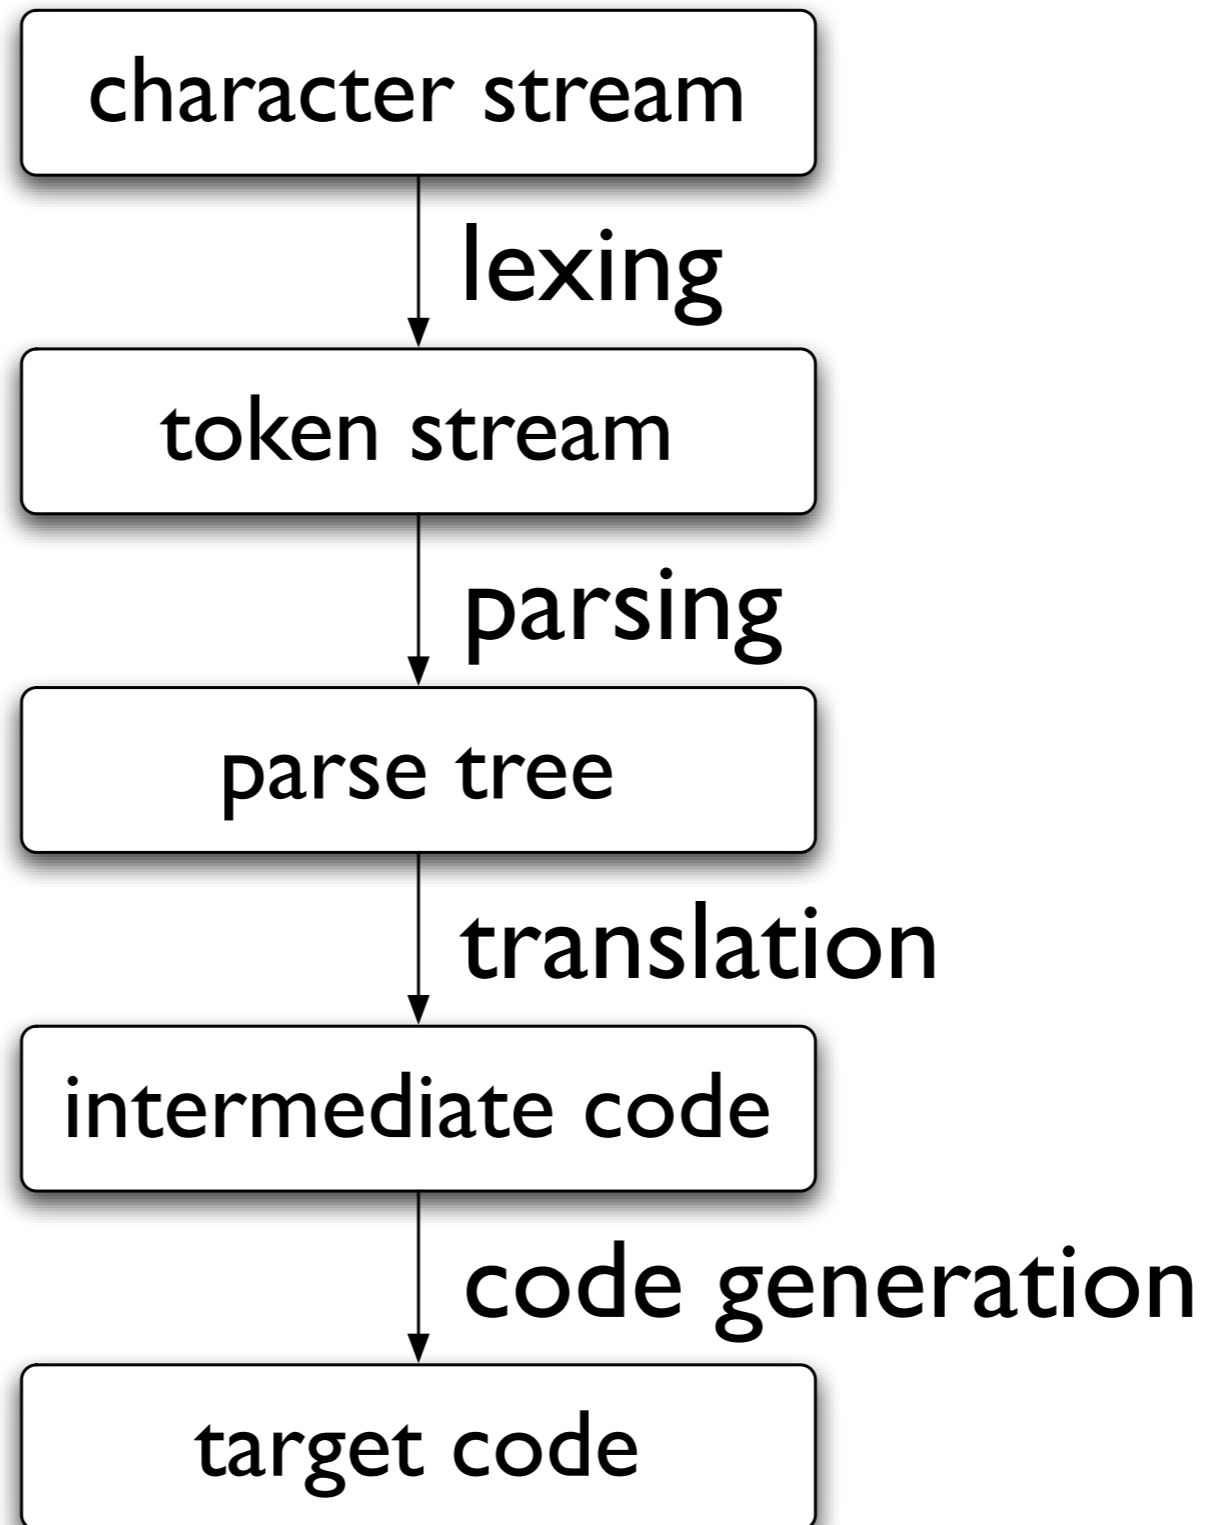 character stream
lexing
token stream
parsing
parse tree
translation
intermediate code
code generation
target code